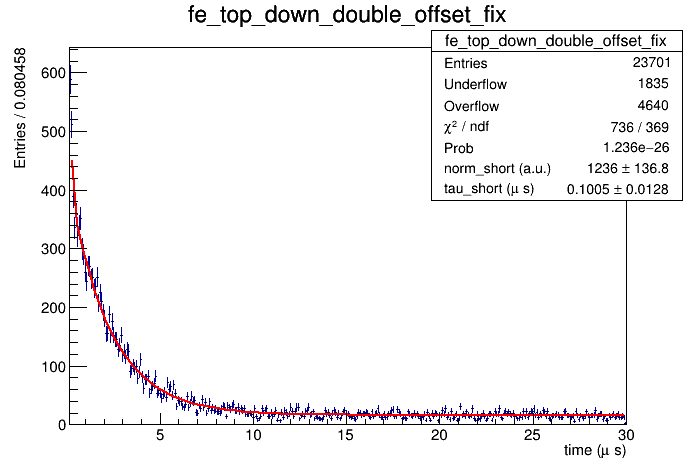 fe_top_down_double_offset_fix
fe_top_down_double_offset_fix
Entries 23701
Underflow 1835
Overflow 4640
χ² / ndf 736 / 369
Prob 1.236e−26
norm_short (a.u.) 1236 ± 136.8
tau_short (μ s) 0.1005 ± 0.0128
Entries / 0.080458
600
500
400
300
200
100
0
5 10 15 20 25 30
time (μ s)